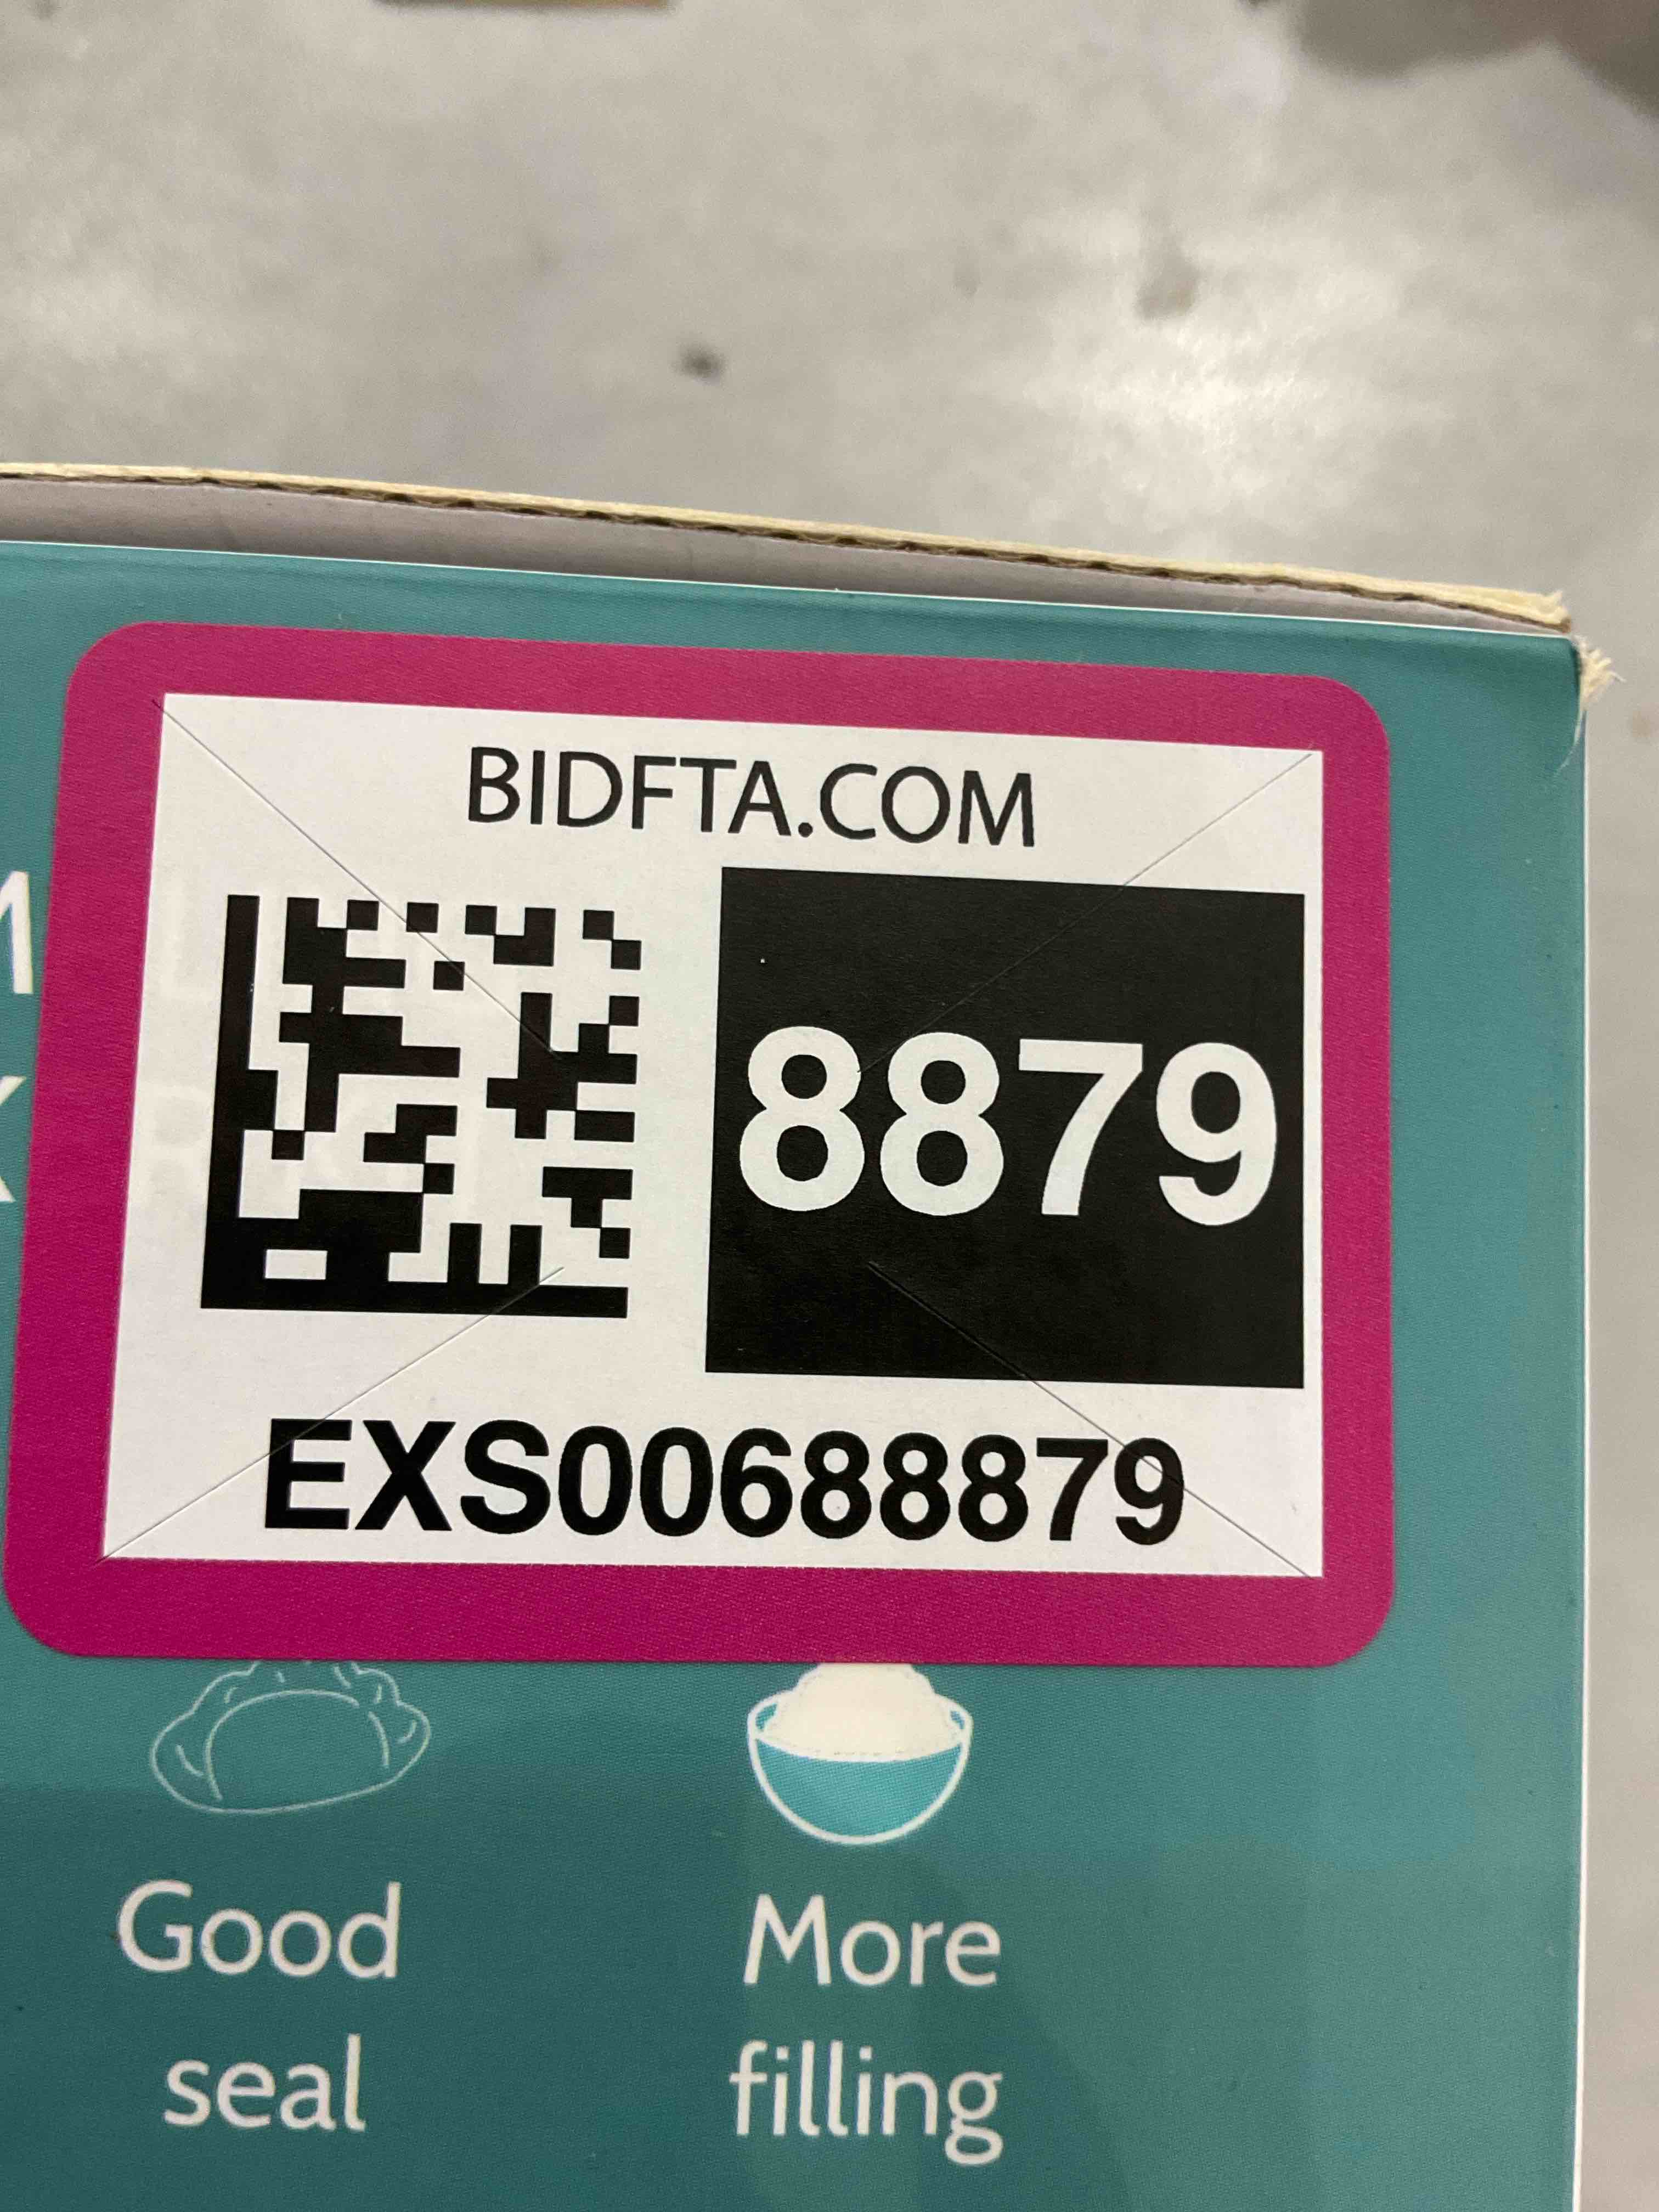 BIDFTA.COM
8879
EXS00688879
Good
seal
More
filling